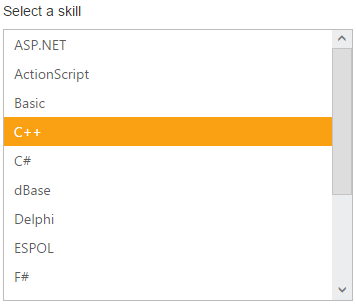 Select a skill
ASP.NET
ActionScript
Basic
C++
C#
dBase
Delphi
ESPOL
F#